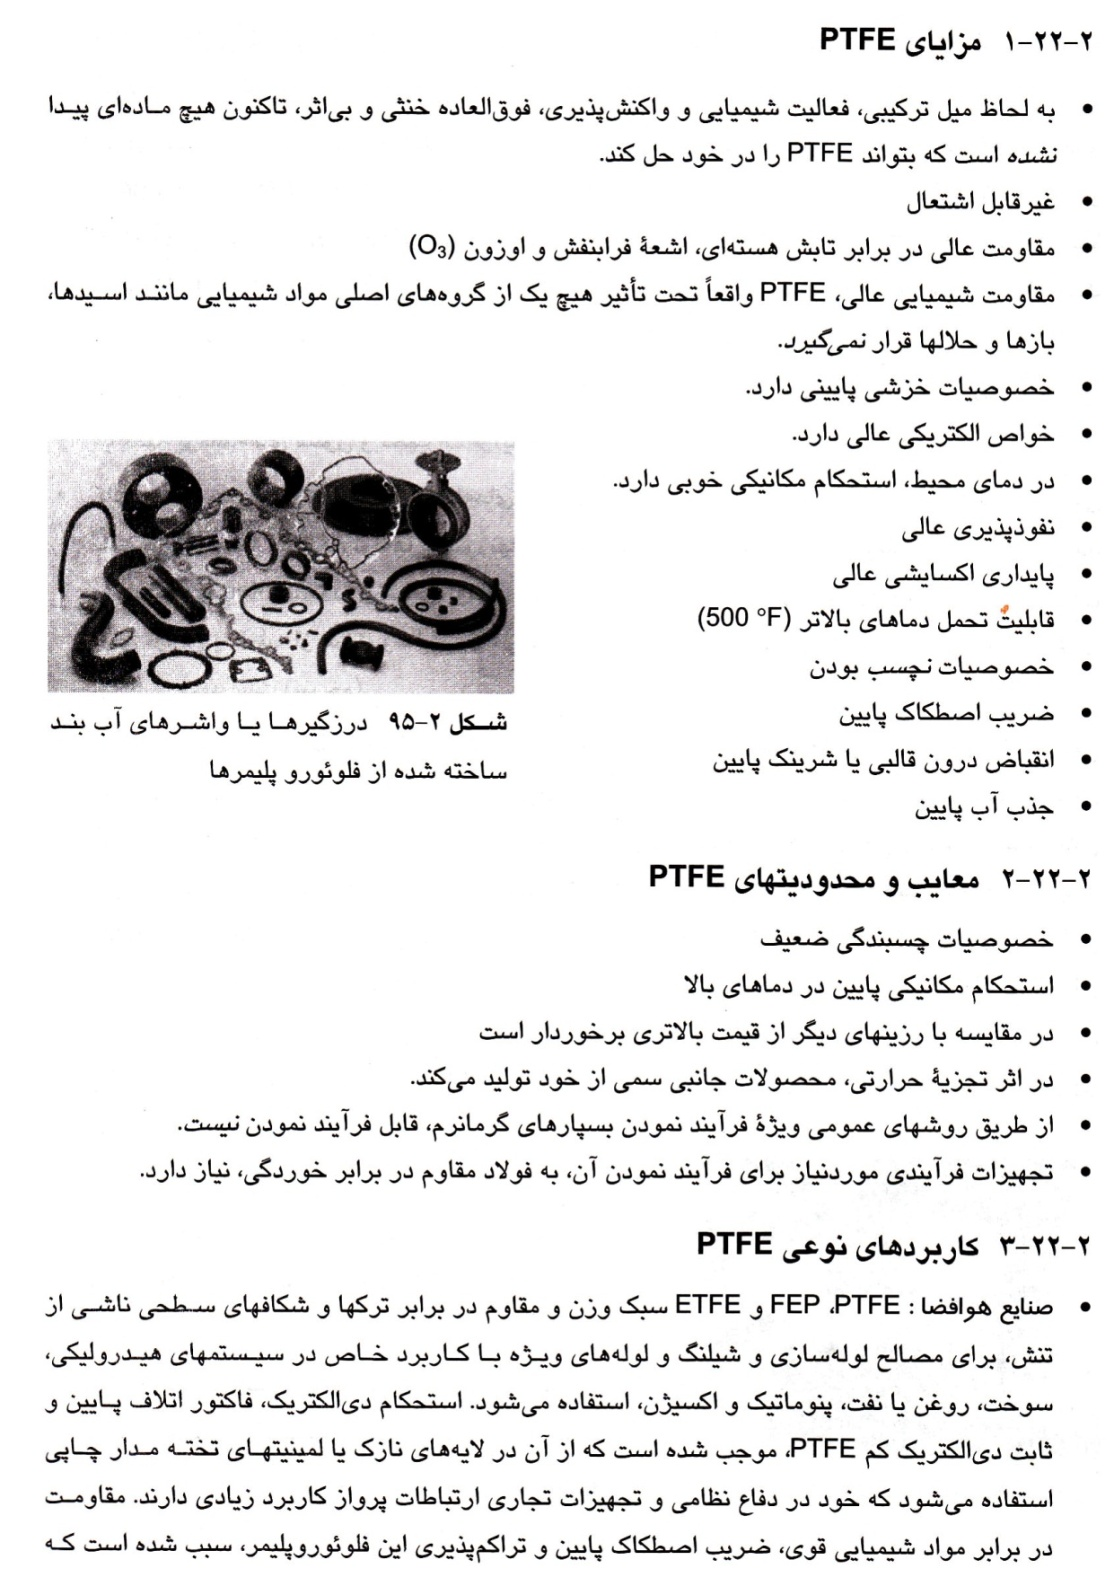 ۲-۲۲-۱ مزایای PTFE
• به لحاظ میل ترکیبی، فعالیت شیمیایی و واکنش‌پذیری، فوق‌العاده خنثی و بی‌اثر، تاکنون هیچ ماده‌ای پیدا
نشده است که بتواند PTFE را در خود حل کند.
• غیرقابل اشتعال
• مقاومت عالی در برابر تابش هسته‌ای، اشعهٔ فرابنفش و اوزون (O₃)
• مقاومت شیمیایی عالی، PTFE واقعاً تحت تأثیر هیچ یک از گروه‌های اصلی مواد شیمیایی مانند اسیدها،
بازها و حلالها قرار نمی‌گیرد.
• خصوصیات خزشی پایینی دارد.
• خواص الکتریکی عالی دارد.
• در دمای محیط، استحکام مکانیکی خوبی دارد.
• نفوذپذیری عالی
• پایداری اکسایشی عالی
• قابلیت تحمل دماهای بالاتر (500 °F)
• خصوصیات نچسب بودن
• ضریب اصطکاک پایین
• انقباض درون قالبی یا شرینک پایین
• جذب آب پایین
شکل ۲-۹۵ درزگیرها یا واشرهای آب بند
ساخته شده از فلوئورو پلیمرها
۲-۲۲-۲ معایب و محدودیتهای PTFE
• خصوصیات چسبندگی ضعیف
• استحکام مکانیکی پایین در دماهای بالا
• در مقایسه با رزینهای دیگر از قیمت بالاتری برخوردار است
• در اثر تجزیهٔ حرارتی، محصولات جانبی سمی از خود تولید می‌کند.
• از طریق روشهای عمومی ویژهٔ فرآیند نمودن بسپارهای گرمانرم، قابل فرآیند نمودن نیست.
• تجهیزات فرآیندی موردنیاز برای فرآیند نمودن آن، به فولاد مقاوم در برابر خوردگی، نیاز دارد.
۲-۲۲-۳ کاربردهای نوعی PTFE
• صنایع هوافضا : PTFE، FEP و ETFE سبک وزن و مقاوم در برابر ترکها و شکافهای سطحی ناشی از
تنش، برای مصالح لوله‌سازی و شیلنگ و لوله‌های ویژه با کاربرد خاص در سیستمهای هیدرولیکی،
سوخت، روغن یا نفت، پنوماتیک و اکسیژن، استفاده می‌شود. استحکام دی‌الکتریک، فاکتور اتلاف پایین و
ثابت دی‌الکتریک کم PTFE، موجب شده است که از آن در لایه‌های نازک یا لمینیتهای تخته مدار چاپی
استفاده می‌شود که خود در دفاع نظامی و تجهیزات تجاری ارتباطات پرواز کاربرد زیادی دارند. مقاومت
در برابر مواد شیمیایی قوی، ضریب اصطکاک پایین و تراکم‌پذیری این فلوئوروپلیمر، سبب شده است که